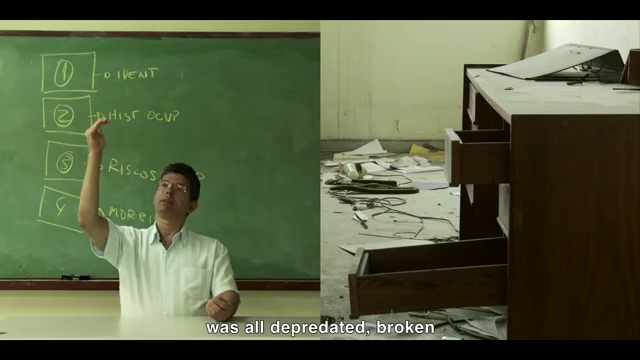 1 IDENT
2 HIST OCUP
3 RISCOS
4
was all depredated, broken